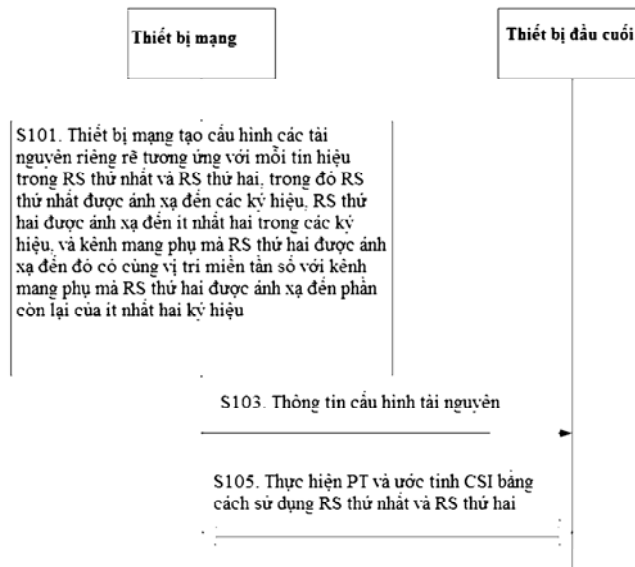 Thiết bị mạng
Thiết bị đầu cuối
S101. Thiết bị mạng tạo cấu hình các tài
nguyên riêng rẽ tương ứng với mỗi tín hiệu
trong RS thứ nhất và RS thứ hai, trong đó RS
thứ nhất được ánh xạ đến các ký hiệu, RS thứ
hai được ánh xạ đến ít nhất hai trong các ký
hiệu, và kênh mang phụ mà RS thứ hai được ánh
xạ đến đó có cùng vị trí miền tần số với kênh
mang phụ mà RS thứ hai được ánh xạ đến phần
còn lại của ít nhất hai ký hiệu
S103. Thông tin cấu hình tài nguyên
S105. Thực hiện PT và ước tính CSI bằng
cách sử dụng RS thứ nhất và RS thứ hai